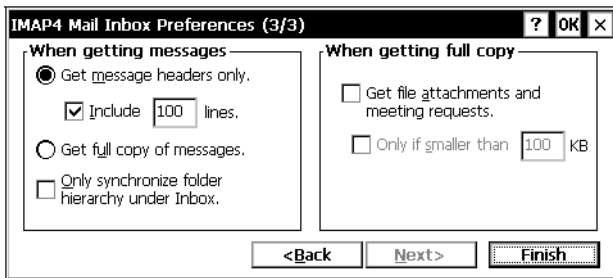 IMAP4 Mail Inbox Preferences (3/3) ? OK ×
When getting messages
Get message headers only.
Include 100 lines.
Get full copy of messages.
Only synchronize folder
hierarchy under Inbox.
When getting full copy
Get file attachments and
meeting requests.
Only if smaller than 100 KB
<Back Next> Finish